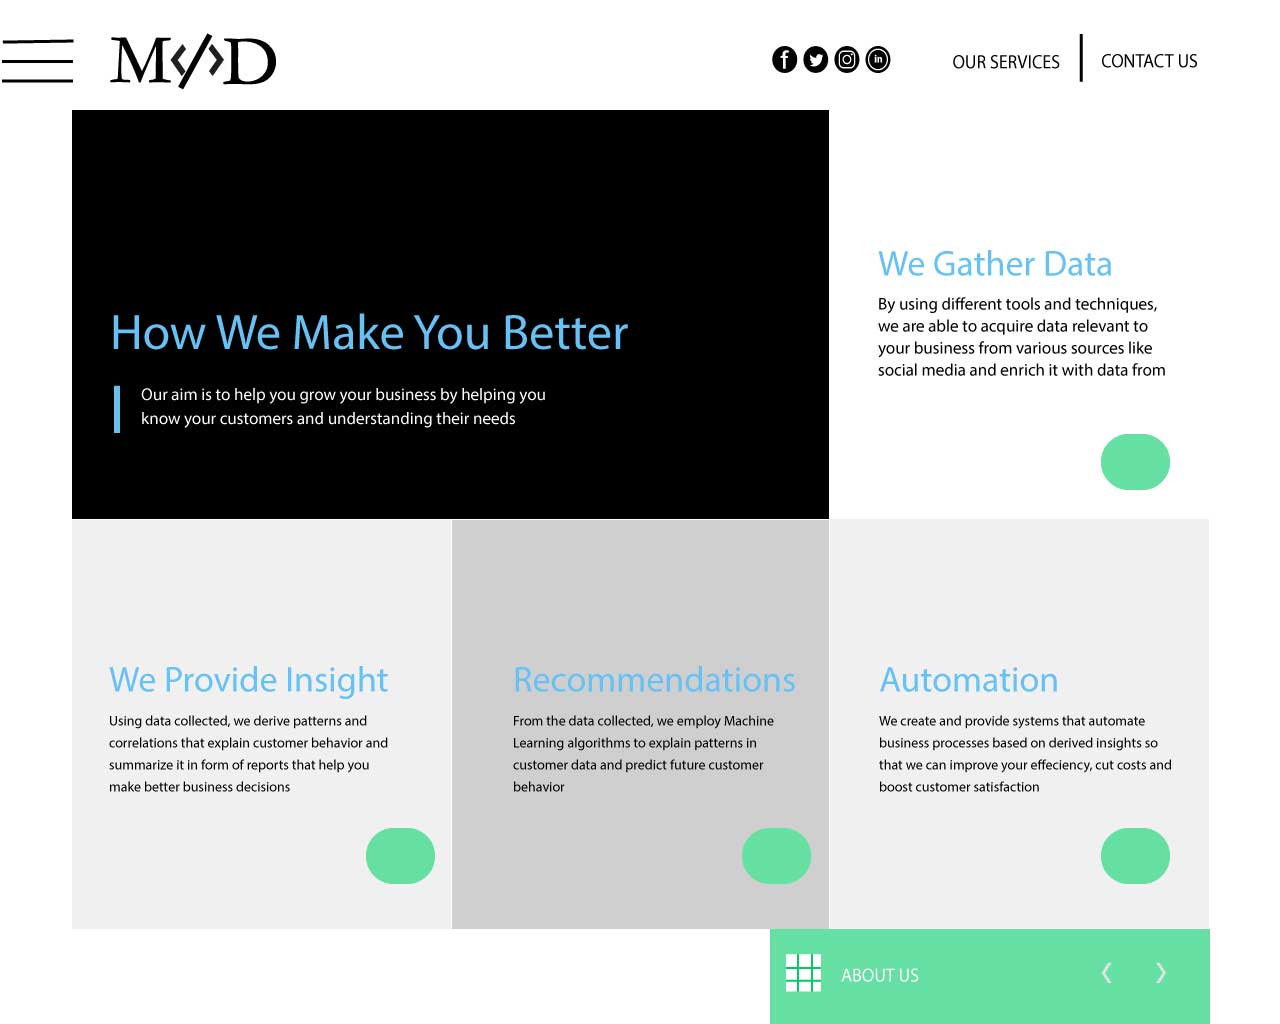 M</>D
OUR SERVICES
CONTACT US
How We Make You Better
Our aim is to help you grow your business by helping you
know your customers and understanding their needs
We Gather Data
By using different tools and techniques,
we are able to acquire data relevant to
your business from various sources like
social media and enrich it with data from
We Provide Insight
Using data collected, we derive patterns and
correlations that explain customer behavior and
summarize it in form of reports that help you
make better business decisions
Recommendations
From the data collected, we employ Machine
Learning algorithms to explain patterns in
customer data and predict future customer
behavior
Automation
We create and provide systems that automate
business processes based on derived insights so
that we can improve your effeciency, cut costs and
boost customer satisfaction
ABOUT US